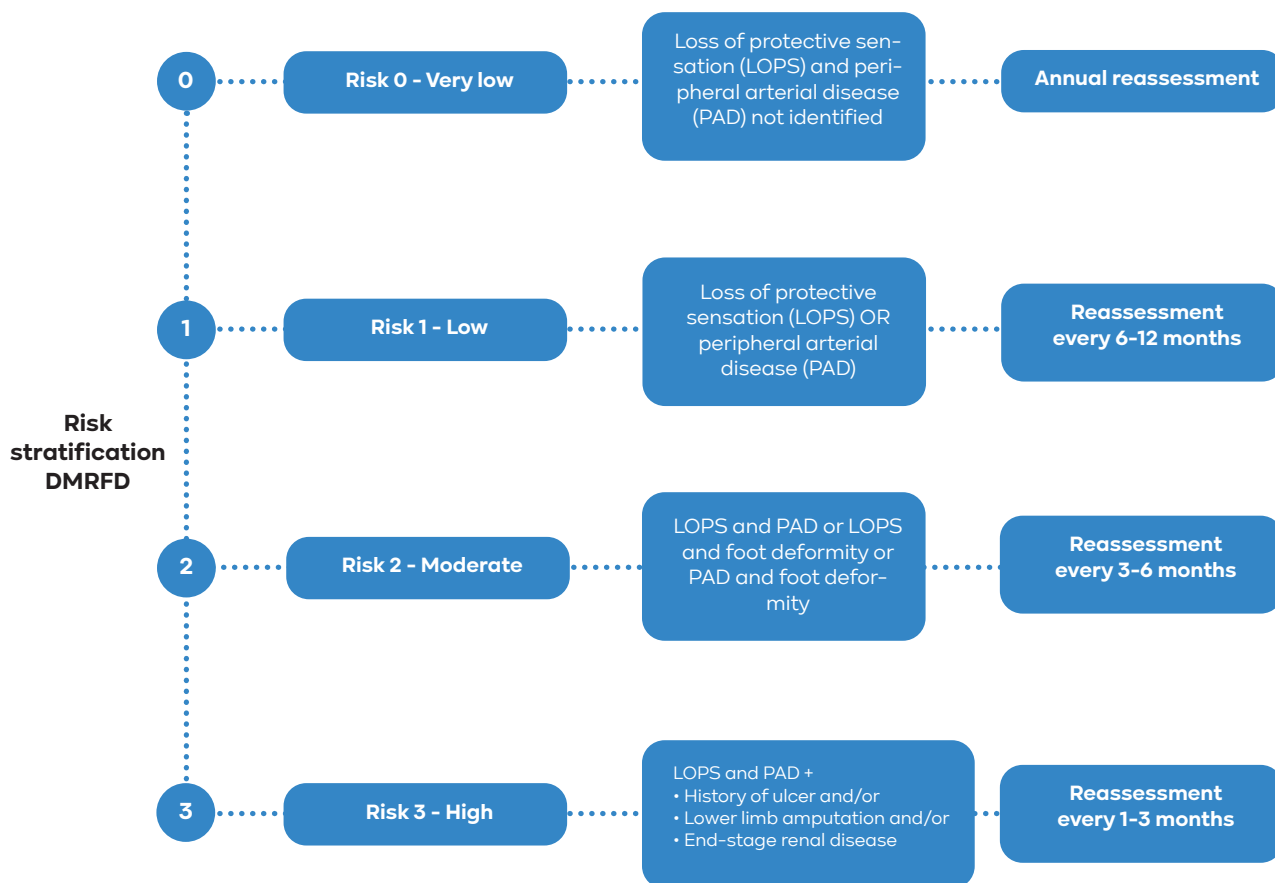 Risk
stratification
DMRFD
0
Risk 0 - Very low
Loss of protective sen-
sation (LOPS) and peri-
pheral arterial disease
(PAD) not identified
Annual reassessment
1
Risk 1 - Low
Loss of protective
sensation (LOPS) OR
peripheral arterial
disease (PAD)
Reassessment
every 6-12 months
2
Risk 2 - Moderate
LOPS and PAD or LOPS
and foot deformity or
PAD and foot defor-
mity
Reassessment
every 3-6 months
3
Risk 3 - High
LOPS and PAD +
• History of ulcer and/or
• Lower limb amputation and/or
• End-stage renal disease
Reassessment
every 1-3 months